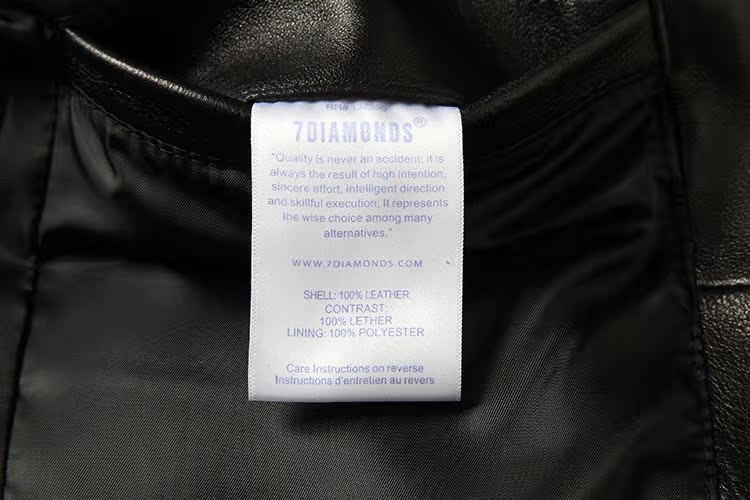 7DIAMONDS®
"Quality is never an accident; it is
always the result of high intention,
sincere effort, intelligent direction
and skillful execution; It represents
the wise choice among many
alternatives."
WWW.7DIAMONDS.COM
SHELL: 100% LEATHER
CONTRAST:
100% LETHER
LINING: 100% POLYESTER
Care Instructions on reverse
Instructions d'entretien au revers